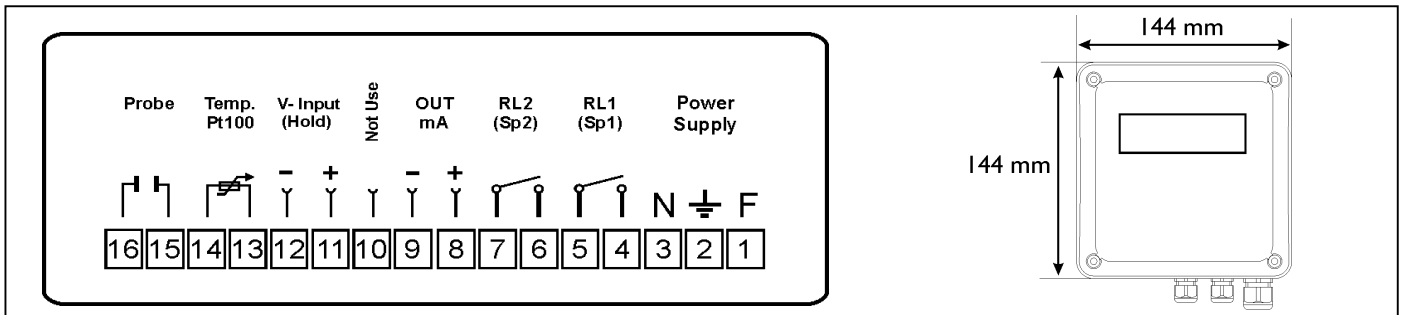 Probe Temp. Pt100 V- Input (Hold) Not Use OUT mA RL2 (Sp2) RL1 (Sp1) Power Supply
- + - + N F
16 15 14 13 12 11 10 9 8 7 6 5 4 3 2 1
144 mm
144 mm